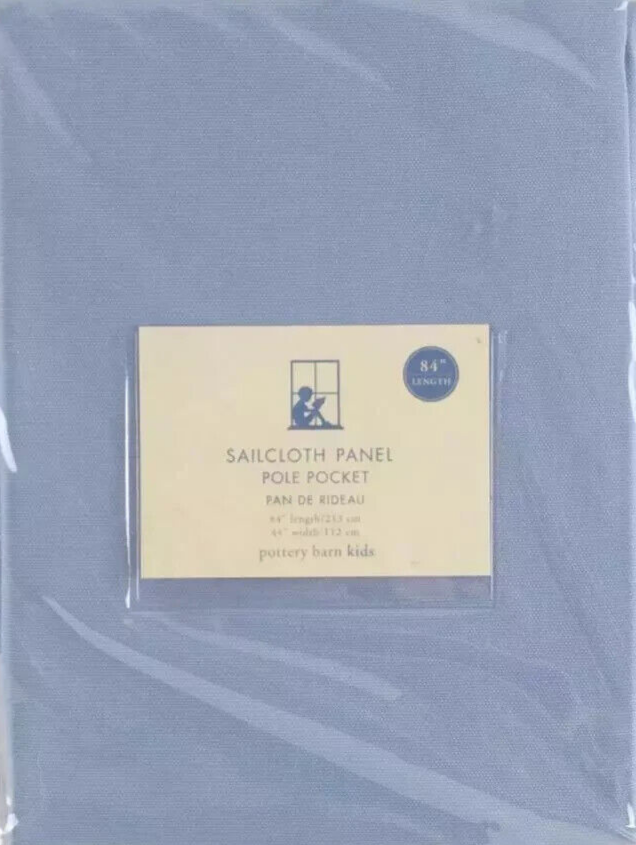 84"
LENGTH
SAILCLOTH PANEL
POLE POCKET
PAN DE RIDEAU
84" length/213 cm
44" width/112 cm
pottery barn kids